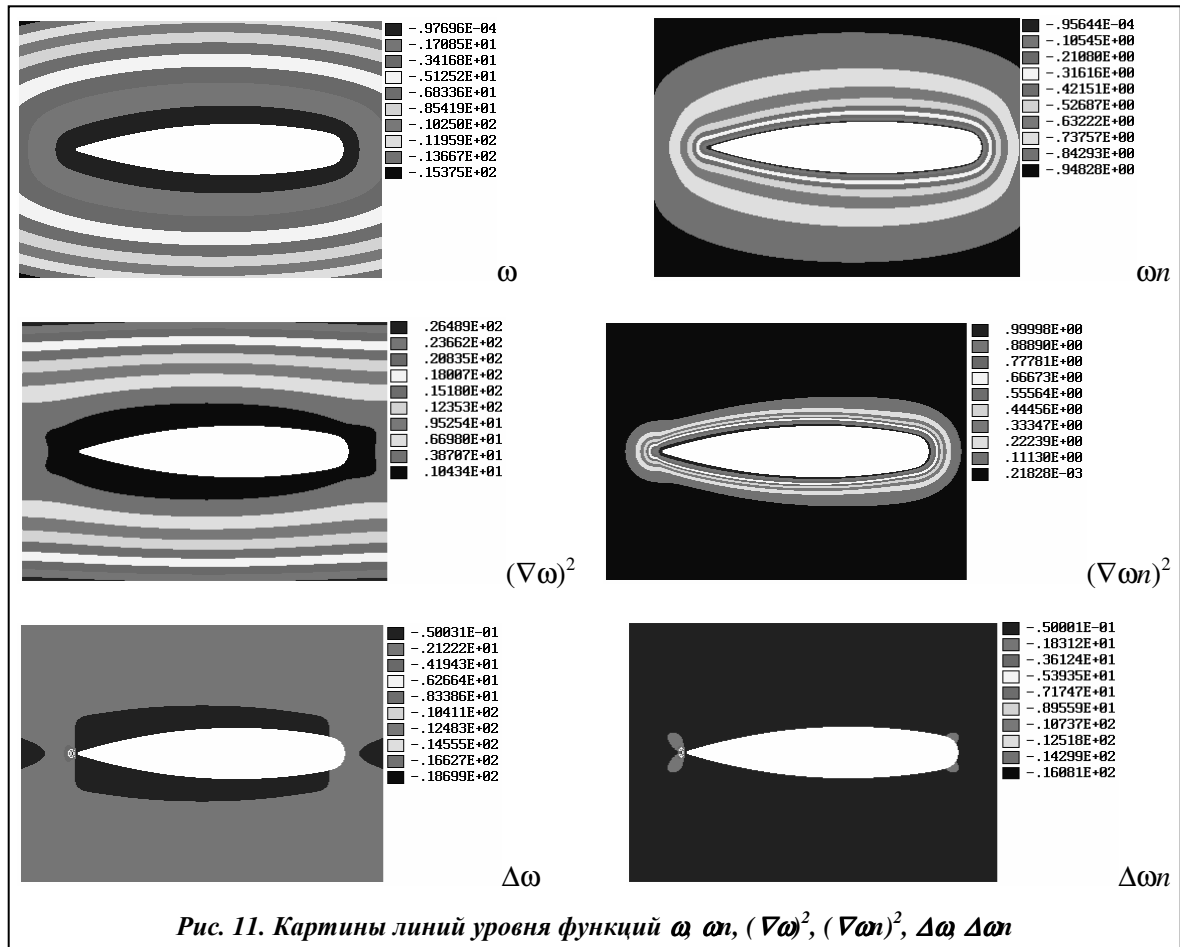 -.97696E-04
-.17085E+01
-.34168E+01
-.51252E+01
-.68336E+01
-.85419E+01
-.10250E+02
-.11959E+02
-.13667E+02
-.15375E+02
ω
-.95644E-04
-.10545E+00
-.21080E+00
-.31616E+00
-.42151E+00
-.52687E+00
-.63222E+00
-.73757E+00
-.84293E+00
-.94828E+00
ωn
.26489E+02
.23662E+02
.20835E+02
.18007E+02
.15180E+02
.12353E+02
.95254E+01
.66980E+01
.38707E+01
.10434E+01
(∇ω)²
.99998E+00
.88890E+00
.77781E+00
.66673E+00
.55564E+00
.44456E+00
.33347E+00
.22239E+00
.11130E+00
.21828E-03
(∇ωn)²
-.50031E-01
-.21222E+01
-.41943E+01
-.62664E+01
-.83386E+01
-.10411E+02
-.12483E+02
-.14555E+02
-.16627E+02
-.18699E+02
Δω
-.50001E-01
-.18312E+01
-.36124E+01
-.53935E+01
-.71747E+01
-.89559E+01
-.10737E+02
-.12518E+02
-.14299E+02
-.16081E+02
Δωn
Рис. 11. Картины линий уровня функций ω, ωn, (∇ω)², (∇ωn)², Δω, Δωn